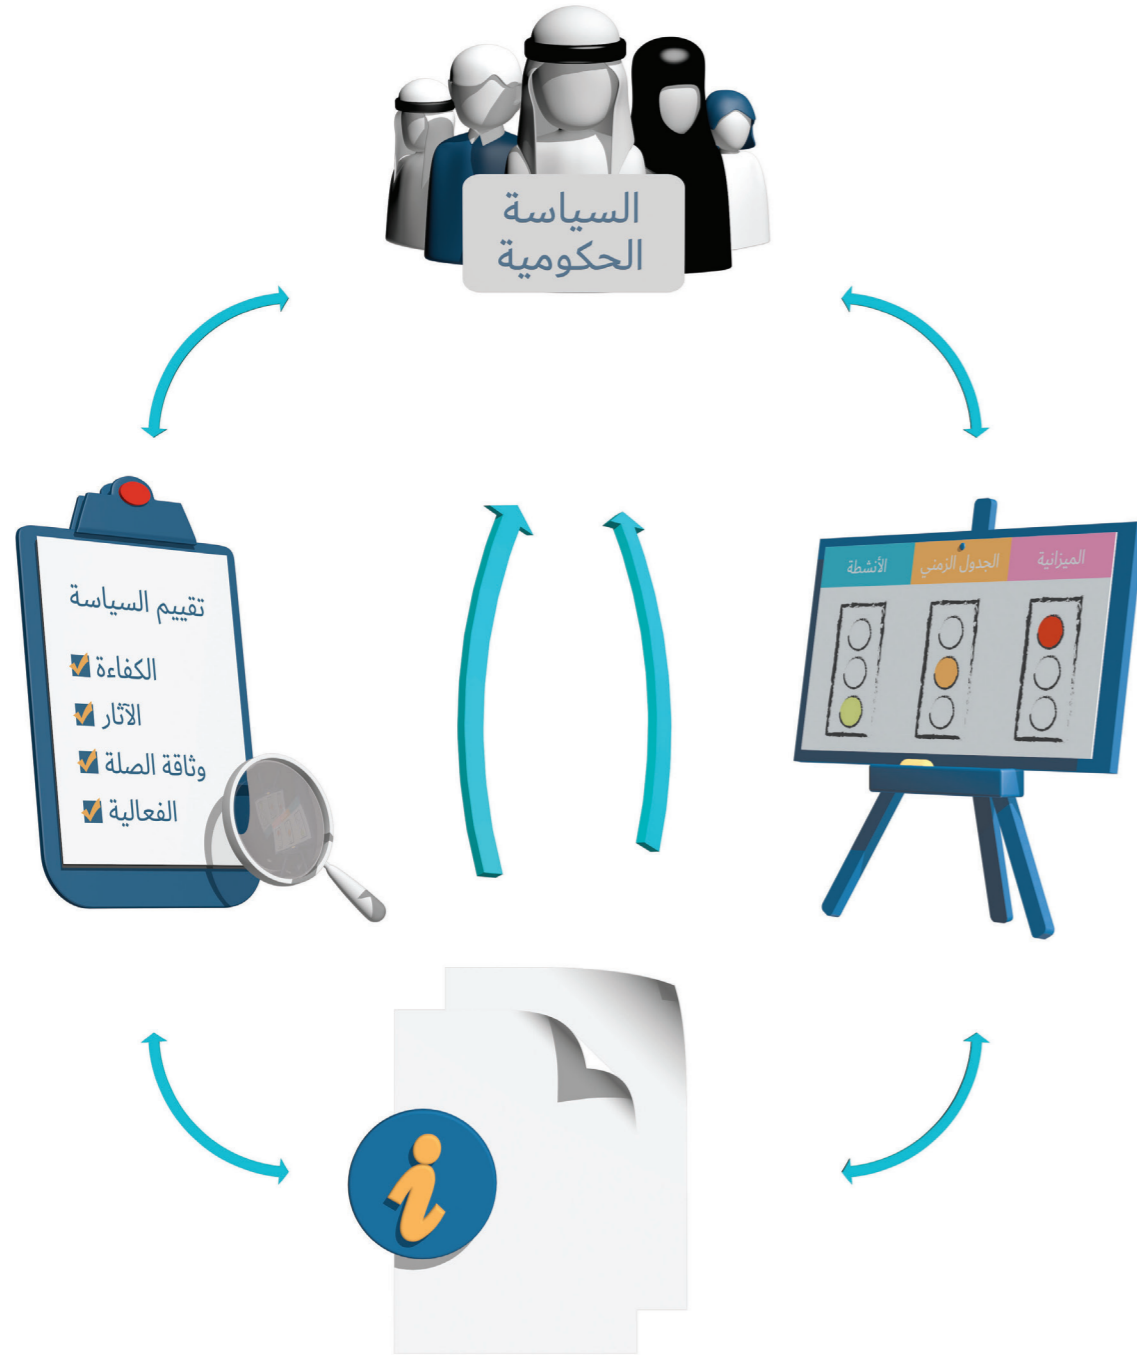 السياسة
الحكومية
الميزانية
الجدول الزمني
الأنشطة
تقييم السياسة
الكفاءة
الآثار
وثاقة الصلة
الفعالية